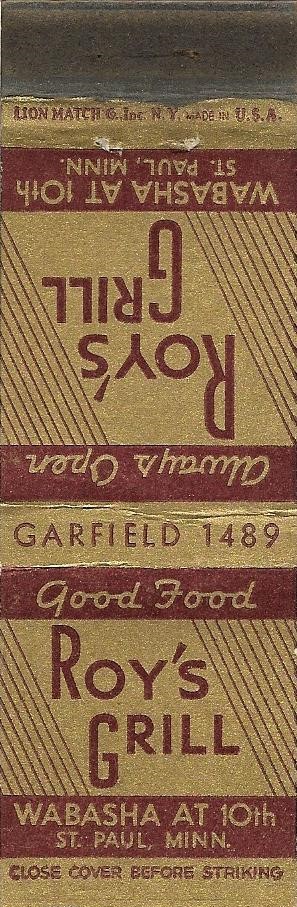 LION MATCH C. Inc. N. Y. MADE IN U. S. A.
WABASHA AT 10th
ST. PAUL, MINN.
ROY'S
GRILL
Always Open
GARFIELD 1489
Good Food
ROY'S
GRILL
WABASHA AT 10th
ST. PAUL, MINN.
CLOSE COVER BEFORE STRIKING